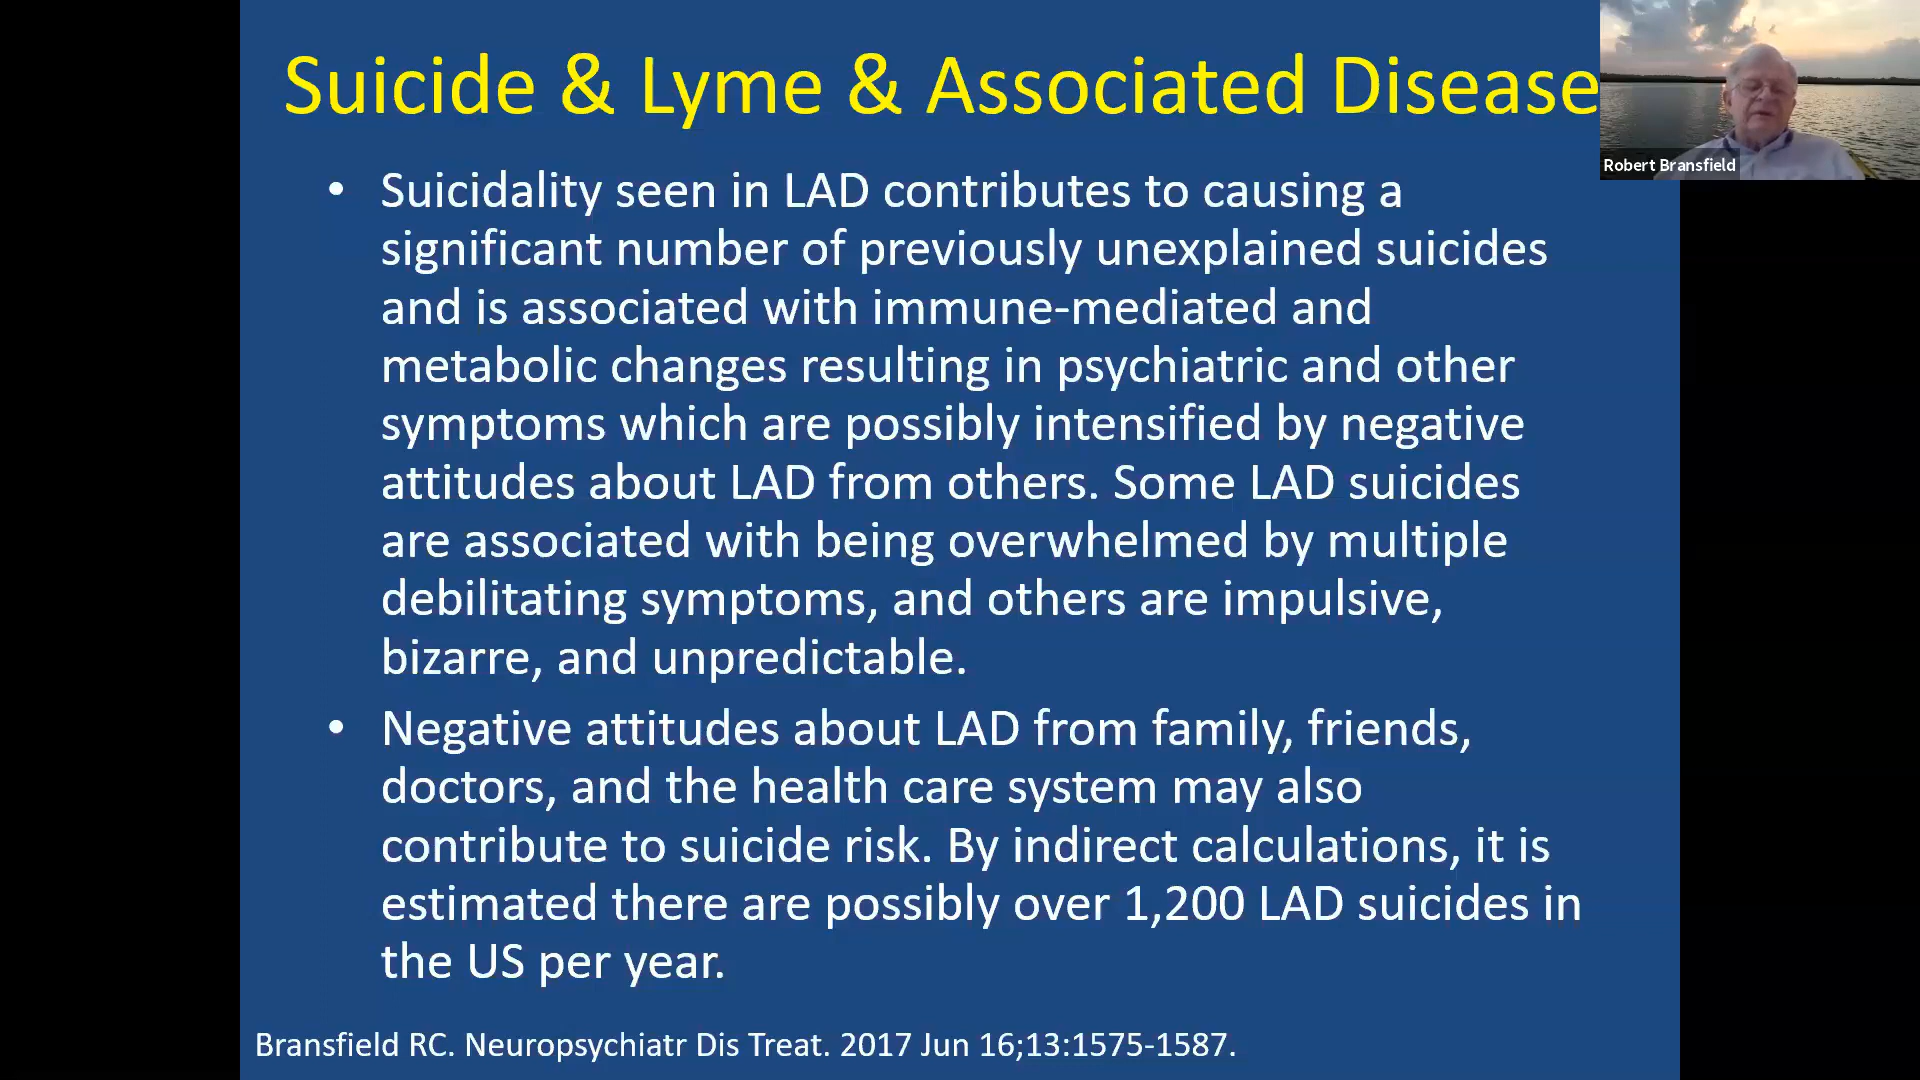 Suicide & Lyme & Associated Disease
Robert Bransfield
• Suicidality seen in LAD contributes to causing a
significant number of previously unexplained suicides
and is associated with immune-mediated and
metabolic changes resulting in psychiatric and other
symptoms which are possibly intensified by negative
attitudes about LAD from others. Some LAD suicides
are associated with being overwhelmed by multiple
debilitating symptoms, and others are impulsive,
bizarre, and unpredictable.
• Negative attitudes about LAD from family, friends,
doctors, and the health care system may also
contribute to suicide risk. By indirect calculations, it is
estimated there are possibly over 1,200 LAD suicides in
the US per year.
Bransfield RC. Neuropsychiatr Dis Treat. 2017 Jun 16;13:1575-1587.